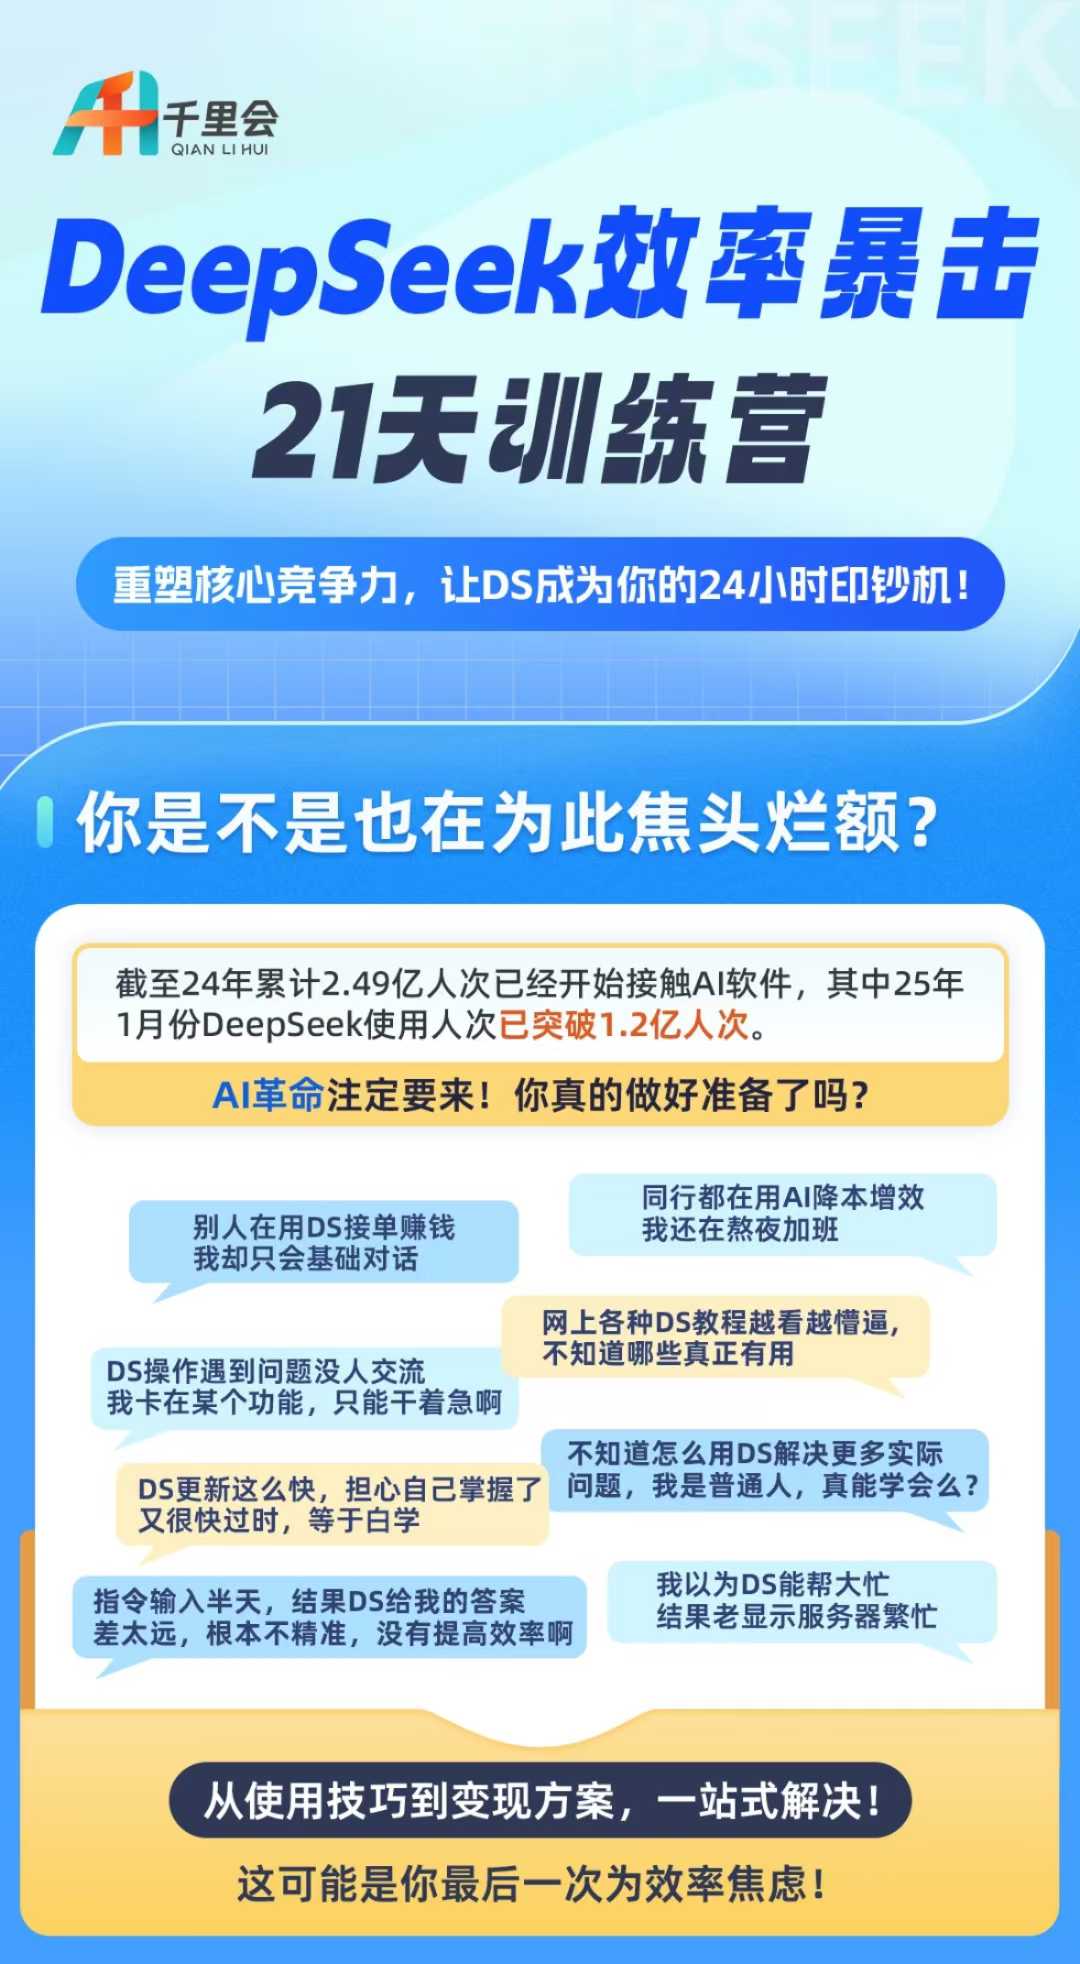 DEEPSEEK
千里会
QIAN LI HUI
DeepSeek效率暴击
21天训练营
重塑核心竞争力，让DS成为你的24小时印钞机！
你是不是也在为此焦头烂额？
截至24年累计2.49亿人次已经开始接触AI软件，其中25年
1月份DeepSeek使用人次已突破1.2亿人次。
AI革命注定要来！你真的做好准备了吗？
别人在用DS接单赚钱
我却只会基础对话
同行都在用AI降本增效
我还在熬夜加班
网上各种DS教程越看越懵逼，
不知道哪些真正有用
DS操作遇到问题没人交流
我卡在某个功能，只能干着急啊
不知道怎么用DS解决更多实际
问题，我是普通人，真能学会么？
DS更新这么快，担心自己掌握了
又很快过时，等于白学
指令输入半天，结果DS给我的答案
差太远，根本不精准，没有提高效率啊
我以为DS能帮大忙
结果老显示服务器繁忙
从使用技巧到变现方案，一站式解决！
这可能是你最后一次为效率焦虑！